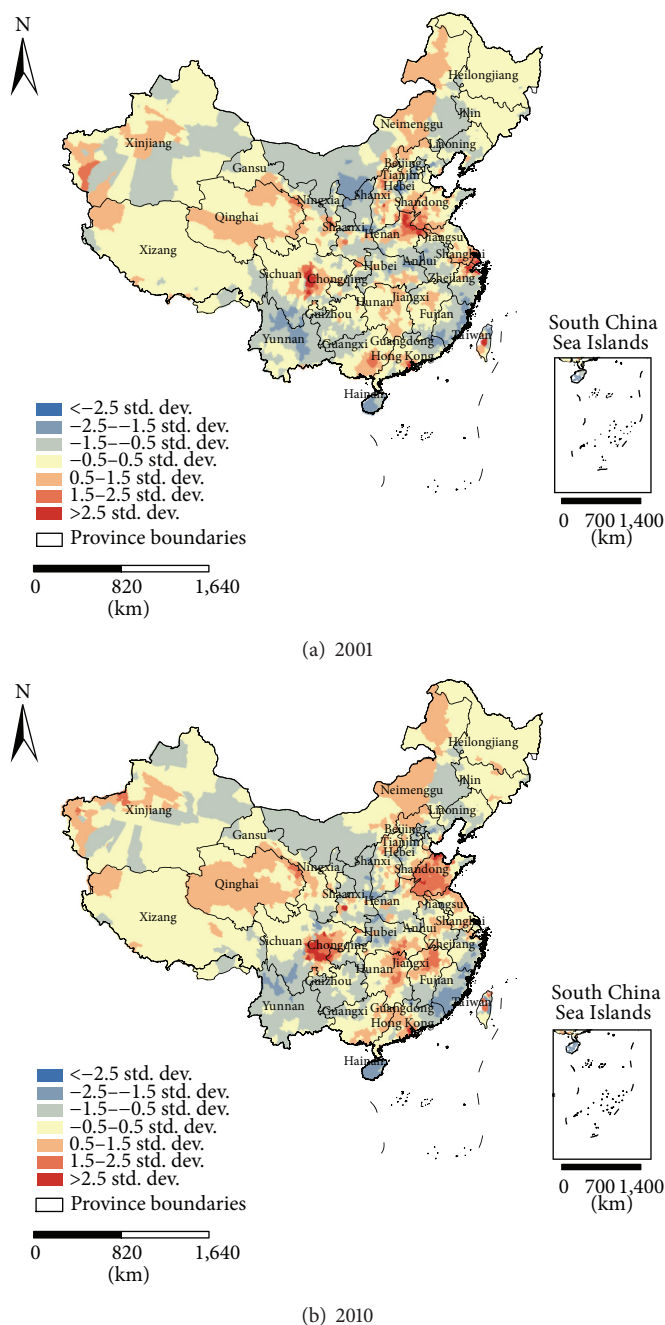 N
Heilongjiang
Jilin
Neimenggu
Liaoning
Xinjiang
Beijing
Gansu
Tianjin
Hebei
Ningxia
Shanxi
Shandong
Qinghai
Shaanxi
Henan
Jiangsu
Xizang
Shanghai
Hubei
Anhui
Sichuan
Chongqing
Zhejiang
Hunan
Jiangxi
Guizhou
Fujian
Yunnan
Guangxi
Guangdong
Taiwan
Hong Kong
Hainan
South China
Sea Islands
<−2.5 std. dev.
−2.5–−1.5 std. dev.
−1.5–−0.5 std. dev.
−0.5–0.5 std. dev.
0.5–1.5 std. dev.
1.5–2.5 std. dev.
>2.5 std. dev.
Province boundaries
0 700 1,400
(km)
0 820 1,640
(km)
(a) 2001
N
Heilongjiang
Jilin
Neimenggu
Liaoning
Xinjiang
Beijing
Gansu
Tianjin
Hebei
Shanxi
Ningxia
Shandong
Qinghai
Shaanxi
Henan
Jiangsu
Xizang
Shanghai
Hubei
Anhui
Sichuan
Chongqing
Zhejiang
Hunan
Jiangxi
Guizhou
Fujian
Yunnan
Guangxi
Guangdong
Taiwan
Hong Kong
Hainan
South China
Sea Islands
<−2.5 std. dev.
−2.5–−1.5 std. dev.
−1.5–−0.5 std. dev.
−0.5–0.5 std. dev.
0.5–1.5 std. dev.
1.5–2.5 std. dev.
>2.5 std. dev.
Province boundaries
0 700 1,400
(km)
0 820 1,640
(km)
(b) 2010